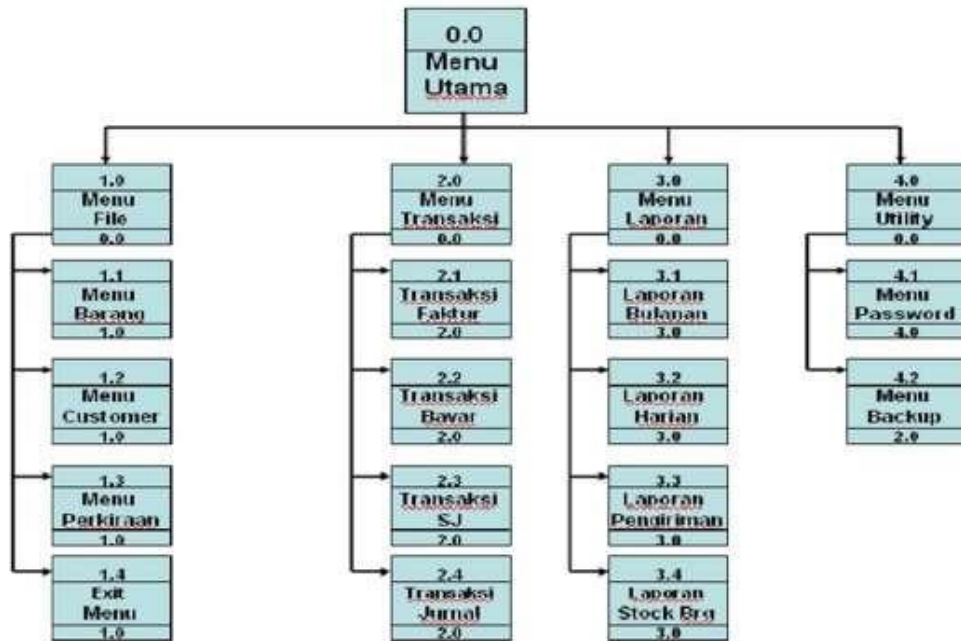 0.0
Menu
Utama
1.0
Menu
File
0.0
1.1
Menu
Barang
1.0
1.2
Menu
Customer
1.0
1.3
Menu
Perkiraan
1.0
1.4
Exit
Menu
1.0
2.0
Menu
Transaksi
0.0
2.1
Transaksi
Faktur
2.0
2.2
Transaksi
Bayar
2.0
2.3
Transaksi
SJ
2.0
2.4
Transaksi
Jurnal
2.0
3.0
Menu
Laporan
0.0
3.1
Laporan
Bulanan
3.0
3.2
Laporan
Harian
3.0
3.3
Laporan
Pengiriman
3.0
3.4
Laporan
Stock Brg
3.0
4.0
Menu
Utility
0.0
4.1
Menu
Password
4.0
4.2
Menu
Backup
2.0